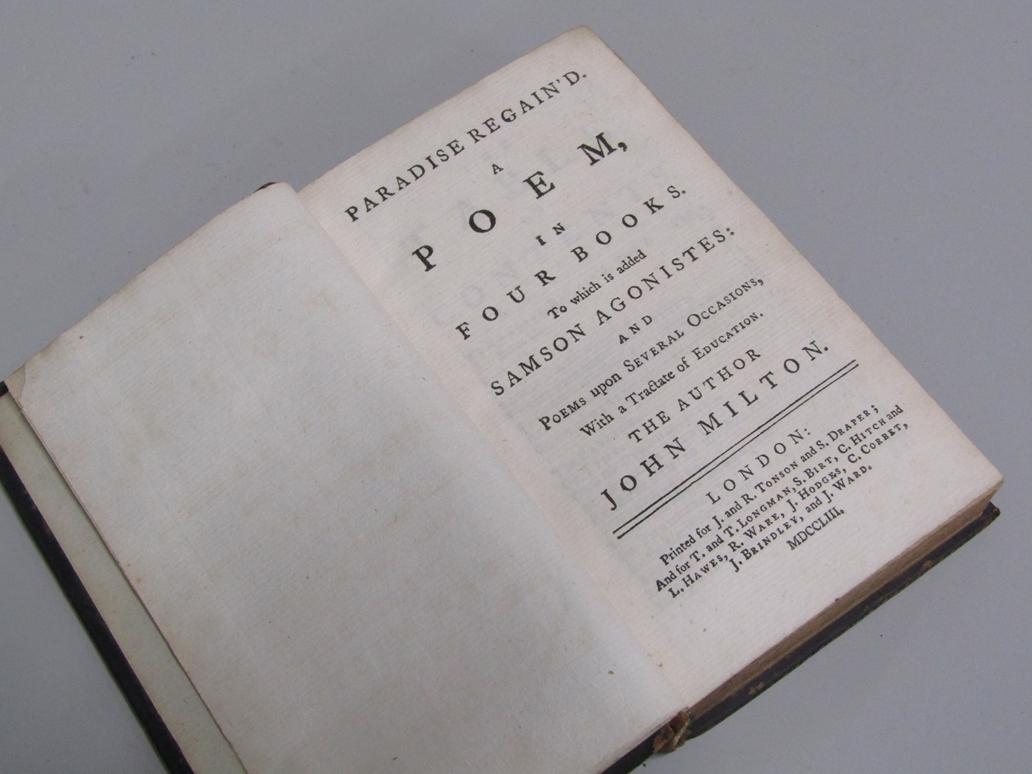 PARADISE REGAIN'D.
A
POEM,
IN
FOUR BOOKS.
To which is added
SAMSON AGONISTES:
AND
POEMS upon SEVERAL OCCASIONS,
With a Tractate of EDUCATION.
THE AUTHOR
JOHN MILTON.
LONDON:
Printed for J. and R. TONSON and S. DRAPER;
And for T. and T. LONGMAN, S. BIRT, C. HITCH and
L. HAWES, R. WARE, J. HODGES, C. CORBET,
J. BRINDLEY, and J. WARD.
MDCCLIII.